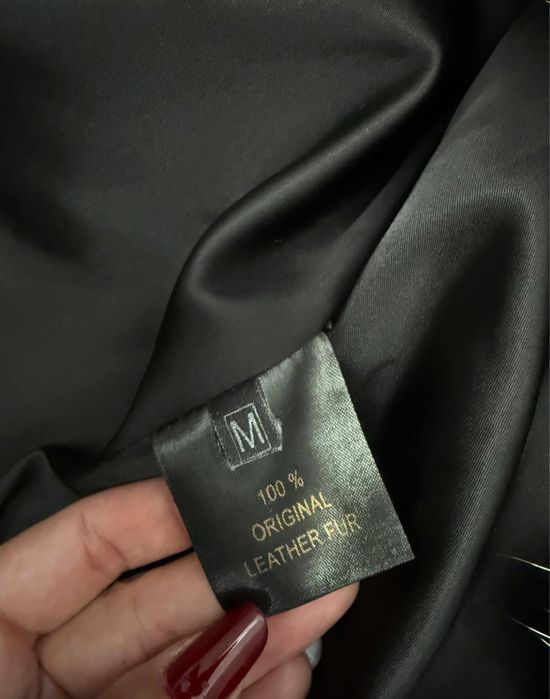 M
100 %
ORIGINAL
LEATHER FUR